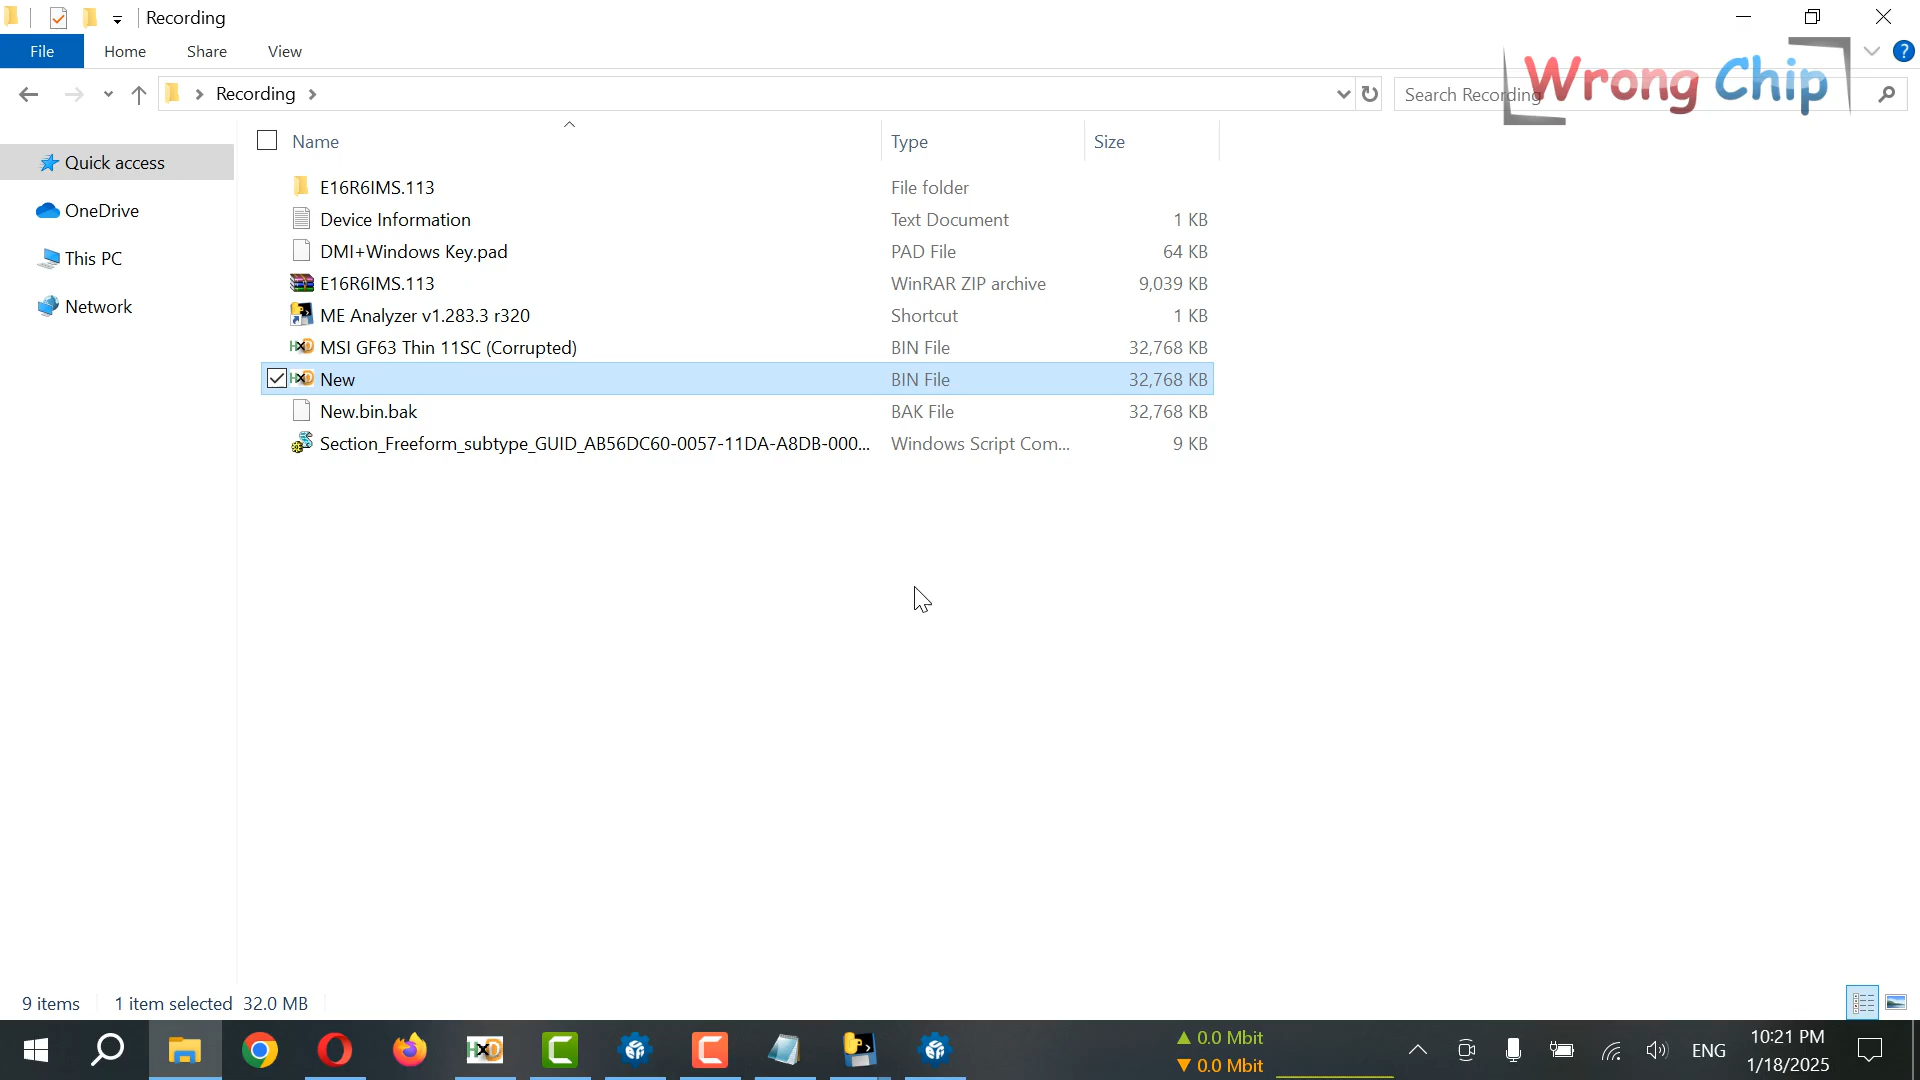 Recording
File Home Share View
Wrong Chip
Recording
Search Recording
Name Type Size
Quick access
OneDrive
This PC
Network
E16R6IMS.113 File folder
Device Information Text Document 1 KB
DMI+Windows Key.pad PAD File 64 KB
E16R6IMS.113 WinRAR ZIP archive 9,039 KB
ME Analyzer v1.283.3 r320 Shortcut 1 KB
MSI GF63 Thin 11SC (Corrupted) BIN File 32,768 KB
New BIN File 32,768 KB
New.bin.bak BAK File 32,768 KB
Section_Freeform_subtype_GUID_AB56DC60-0057-11DA-A8DB-000... Windows Script Com... 9 KB
9 items 1 item selected 32.0 MB
0.0 Mbit
0.0 Mbit
ENG
10:21 PM
1/18/2025